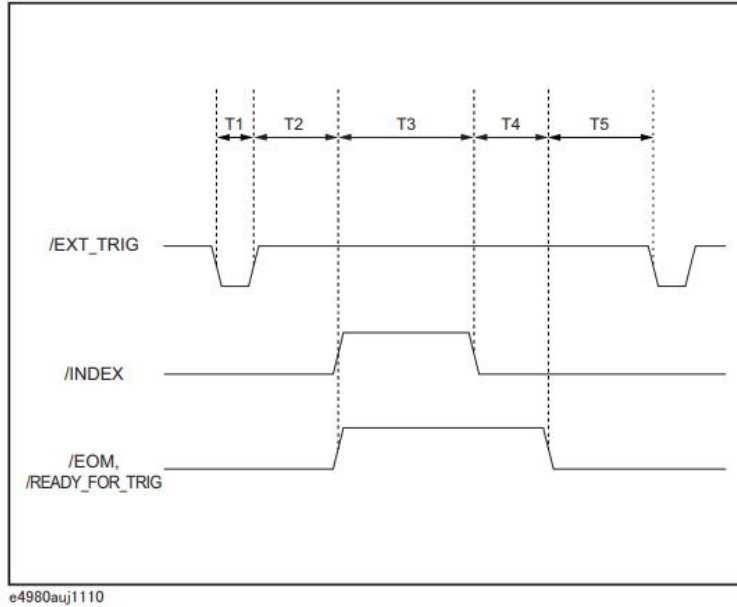 T1 T2 T3 T4 T5
/EXT_TRIG
/INDEX
/EOM,
/READY_FOR_TRIG
e4980auj1110